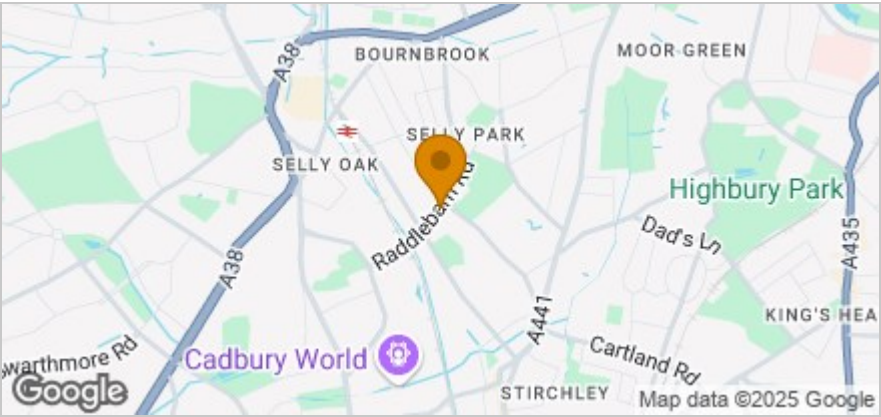 A38
BOURNBROOK
MOOR GREEN
SELLY PARK
SELLY OAK
Raddlebarn Rd
Highbury Park
Dad's Ln
A435
A38
A441
KING'S HEA
Swarthmore Rd
Cadbury World
Cartland Rd
STIRCHLEY
Google
Map data ©2025 Google